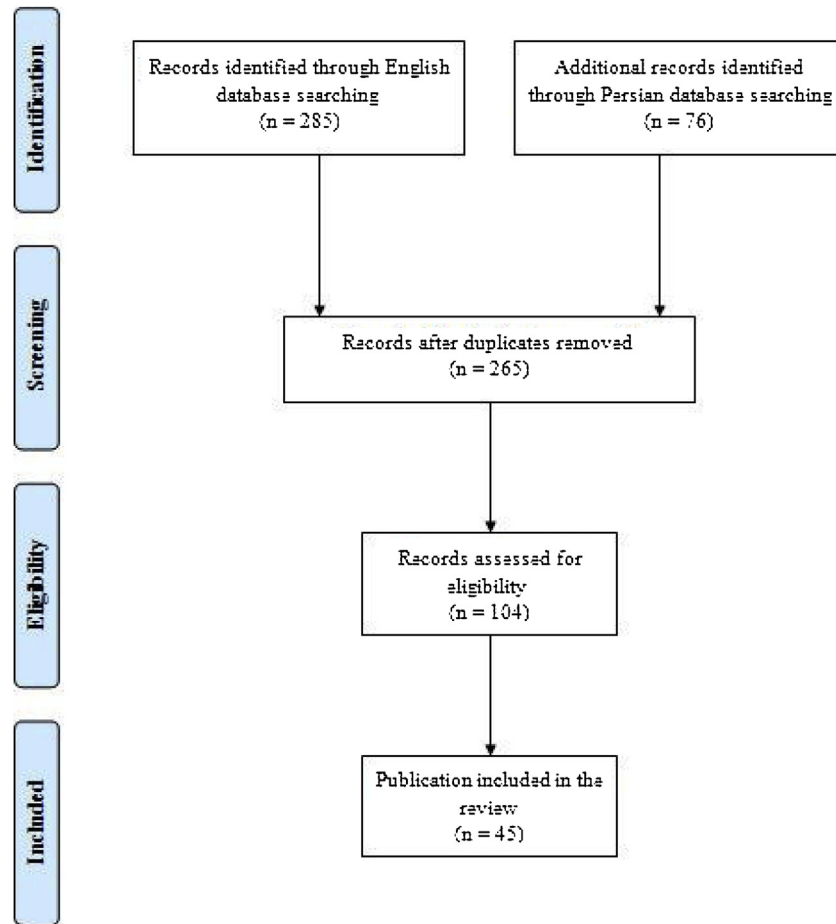 Identification
Records identified through English
database searching
(n = 285)
Additional records identified
through Persian database searching
(n = 76)
Screening
Records after duplicates removed
(n = 265)
Eligibility
Records assessed for
eligibility
(n = 104)
Included
Publication included in the
review
(n = 45)